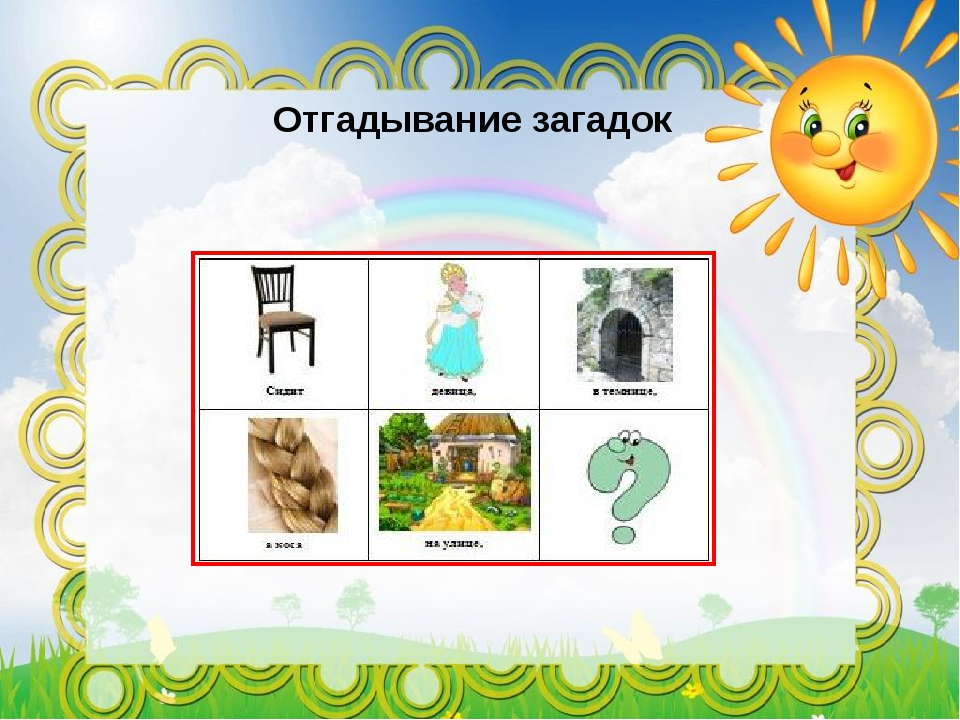 Отгадывание загадок
Сидит
девица,
в темнице,
а коса
на улице.